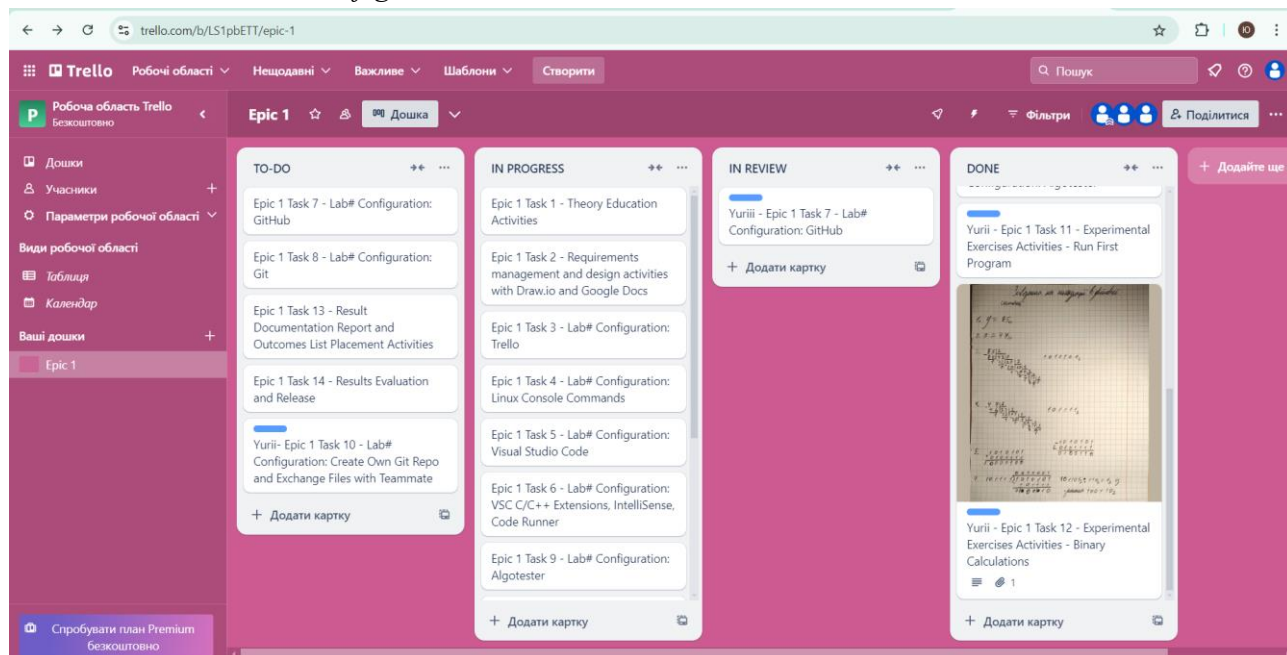 trello.com/b/LS1pbETT/epic-1
Ю
Trello Робочі області Нещодавні Важливе Шаблони Створити
Пошук
P Робоча область Trello
Безкоштовно
Epic 1 Дошка
Фільтри Поділитися
Дошки
Учасники
Параметри робочої області
Види робочої області
Таблиця
Календар
Ваші дошки
Epic 1
Спробувати план Premium
безкоштовно
TO-DO
Epic 1 Task 7 - Lab# Configuration:
GitHub
Epic 1 Task 8 - Lab# Configuration:
Git
Epic 1 Task 13 - Result
Documentation Report and
Outcomes List Placement Activities
Epic 1 Task 14 - Results Evaluation
and Release
Yurii- Epic 1 Task 10 - Lab#
Configuration: Create Own Git Repo
and Exchange Files with Teammate
+ Додати картку
IN PROGRESS
Epic 1 Task 1 - Theory Education
Activities
Epic 1 Task 2 - Requirements
management and design activities
with Draw.io and Google Docs
Epic 1 Task 3 - Lab# Configuration:
Trello
Epic 1 Task 4 - Lab# Configuration:
Linux Console Commands
Epic 1 Task 5 - Lab# Configuration:
Visual Studio Code
Epic 1 Task 6 - Lab# Configuration:
VSC C/C++ Extensions, IntelliSense,
Code Runner
Epic 1 Task 9 - Lab# Configuration:
Algotester
+ Додати картку
IN REVIEW
Yuriii - Epic 1 Task 7 - Lab#
Configuration: GitHub
+ Додати картку
DONE
Yurii - Epic 1 Task 11 - Experimental
Exercises Activities - Run First
Program
Yurii - Epic 1 Task 12 - Experimental
Exercises Activities - Binary
Calculations
1
+ Додати картку
+ Додайте ще